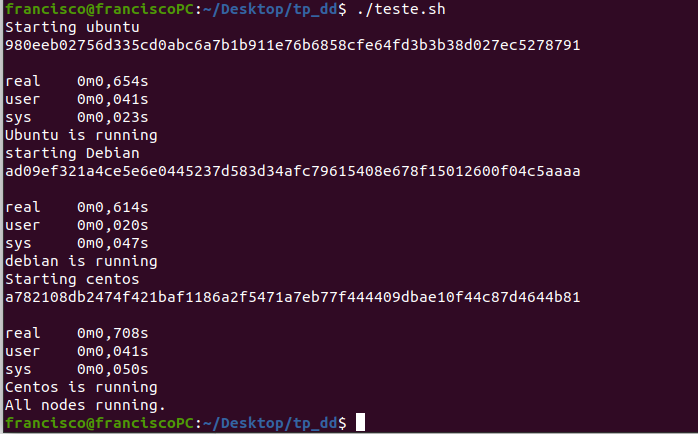 francisco@franciscoPC:~/Desktop/tp_dd$ ./teste.sh
Starting ubuntu
980eeb02756d335cd0abc6a7b1b911e76b6858cfe64fd3b3b38d027ec5278791
real 0m0,654s
user 0m0,041s
sys 0m0,023s
Ubuntu is running
starting Debian
ad09ef321a4ce5e6e0445237d583d34afc79615408e678f15012600f04c5aaaa
real 0m0,614s
user 0m0,020s
sys 0m0,047s
debian is running
Starting centos
a782108db2474f421baf1186a2f5471a7eb77f444409dbae10f44c87d4644b81
real 0m0,708s
user 0m0,041s
sys 0m0,050s
Centos is running
All nodes running.
francisco@franciscoPC:~/Desktop/tp_dd$